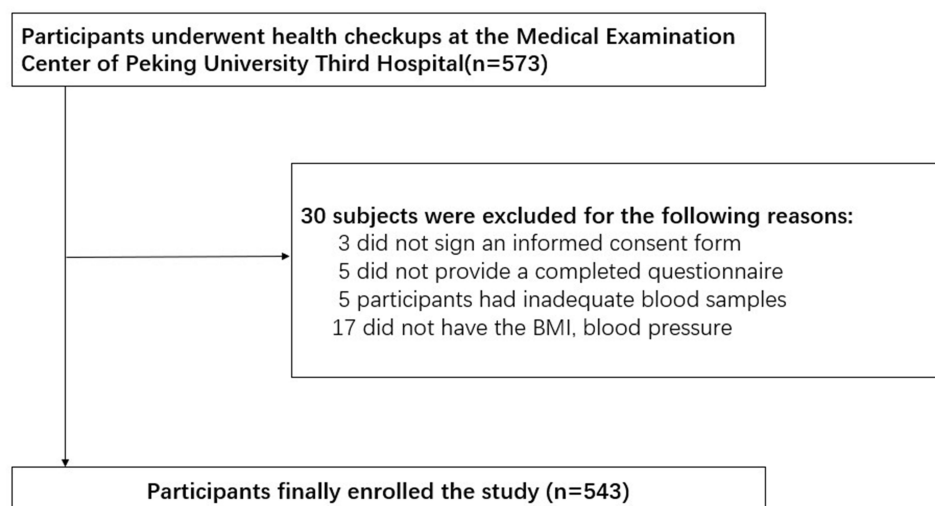 Participants underwent health checkups at the Medical Examination
Center of Peking University Third Hospital(n=573)
30 subjects were excluded for the following reasons:
3 did not sign an informed consent form
5 did not provide a completed questionnaire
5 participants had inadequate blood samples
17 did not have the BMI, blood pressure
Participants finally enrolled the study (n=543)